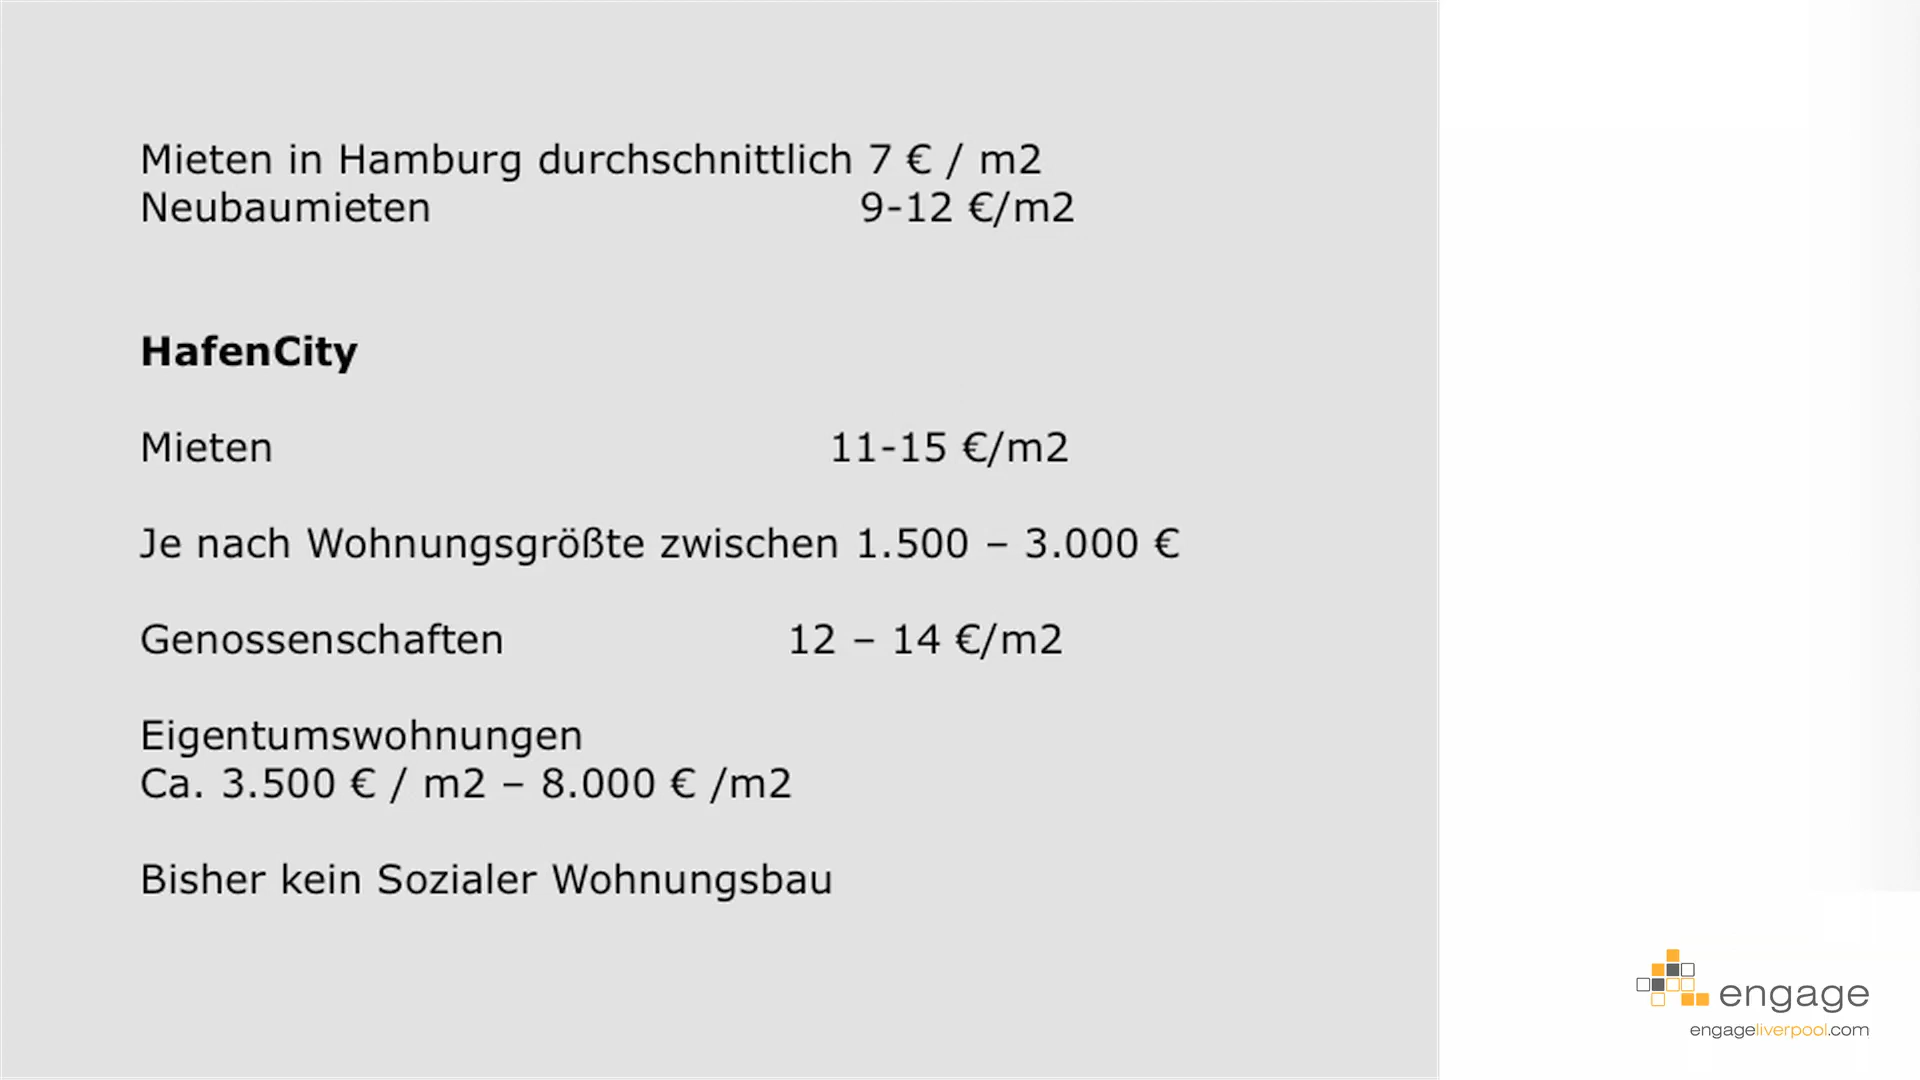 Mieten in Hamburg durchschnittlich 7 € / m2
Neubaumieten 9-12 €/m2
HafenCity
Mieten 11-15 €/m2
Je nach Wohnungsgrößte zwischen 1.500 – 3.000 €
Genossenschaften 12 – 14 €/m2
Eigentumswohnungen
Ca. 3.500 € / m2 – 8.000 € /m2
Bisher kein Sozialer Wohnungsbau
engage
engageliverpool.com